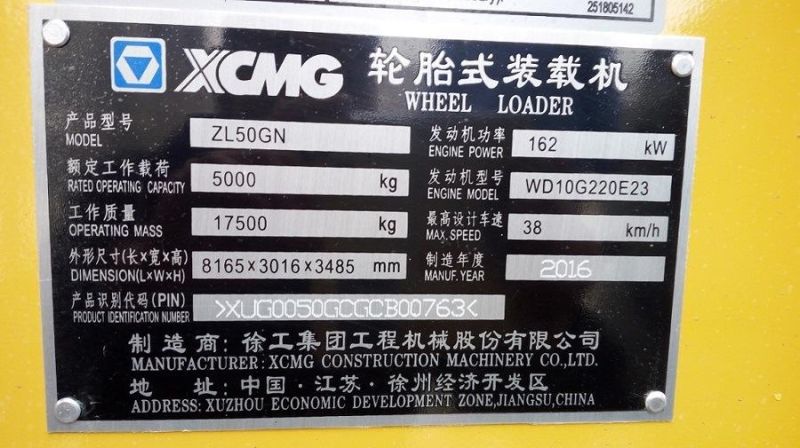 251805142
XCMG 轮胎式装载机
WHEEL LOADER
产品型号 ZL50GN 发动机功率 162 kW
MODEL ENGINE POWER
额定工作载荷 5000 kg 发动机型号 WD10G220E23
RATED OPERATING CAPACITY ENGINE MODEL
工作质量 17500 kg 最高设计车速 38 km/h
OPERATING MASS MAX. SPEED
外形尺寸(长×宽×高) 8165×3016×3485 mm 制造年度 2016
DIMENSION(L×W×H) MANUF. YEAR
产品识别代码(PIN) >XUG0050GCGCB00763<
PRODUCT IDENTIFICATION NUMBER
制造商:徐工集团工程机械股份有限公司
MANUFACTURER: XCMG CONSTRUCTION MACHINERY CO.,LTD.
地 址:中国·江苏·徐州经济开发区
ADDRESS: XUZHOU ECONOMIC DEVELOPMENT ZONE,JIANGSU,CHINA